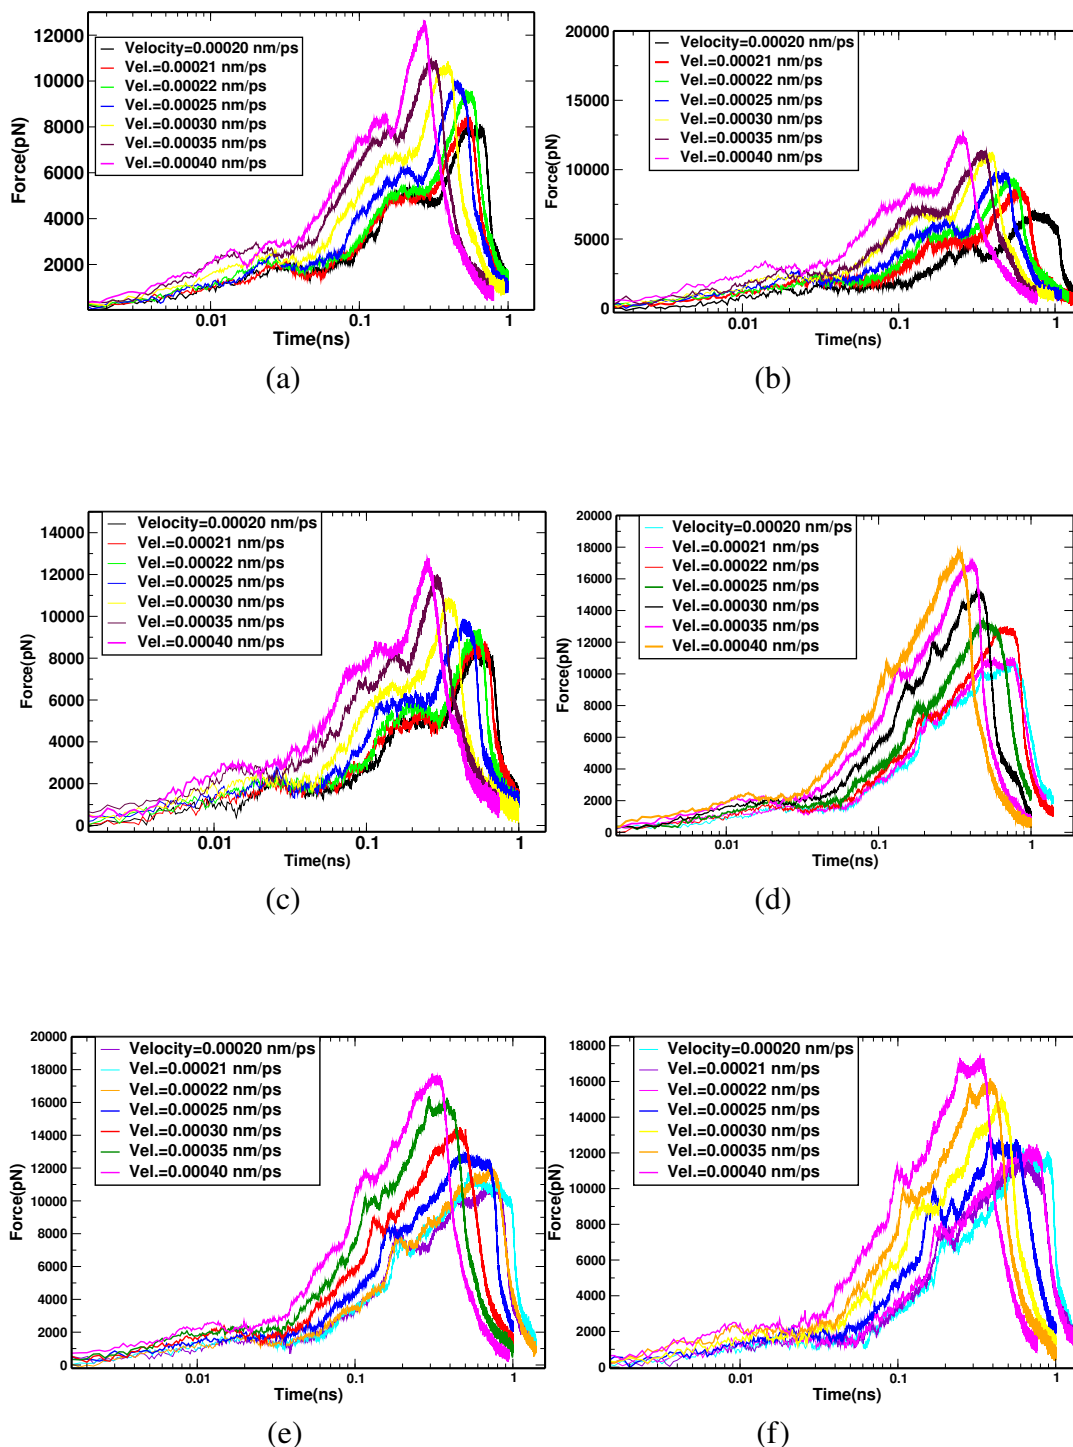 12000
10000
8000
6000
4000
2000
Force(pN)
Velocity=0.00020 nm/ps
Vel.=0.00021 nm/ps
Vel.=0.00022 nm/ps
Vel.=0.00025 nm/ps
Vel.=0.00030 nm/ps
Vel.=0.00035 nm/ps
Vel.=0.00040 nm/ps
0.01
0.1
1
Time(ns)
(a)
20000
15000
10000
5000
0
Force(pN)
Velocity=0.00020 nm/ps
Vel.=0.00021 nm/ps
Vel.=0.00022 nm/ps
Vel.=0.00025 nm/ps
Vel.=0.00030 nm/ps
Vel.=0.00035 nm/ps
Vel.=0.00040 nm/ps
0.01
0.1
1
Time(ns)
(b)
14000
12000
10000
8000
6000
4000
2000
0
Force(pN)
Velocity=0.00020 nm/ps
Vel.=0.00021 nm/ps
Vel.=0.00022 nm/ps
Vel.=0.00025 nm/ps
Vel.=0.00030 nm/ps
Vel.=0.00035 nm/ps
Vel.=0.00040 nm/ps
0.01
0.1
1
Time(ns)
(c)
20000
18000
16000
14000
12000
10000
8000
6000
4000
2000
0
Force(pN)
Velocity=0.00020 nm/ps
Vel.=0.00021 nm/ps
Vel.=0.00022 nm/ps
Vel.=0.00025 nm/ps
Vel.=0.00030 nm/ps
Vel.=0.00035 nm/ps
Vel.=0.00040 nm/ps
0.01
0.1
1
Time(ns)
(d)
20000
18000
16000
14000
12000
10000
8000
6000
4000
2000
0
Force(pN)
Velocity=0.00020 nm/ps
Vel.=0.00021 nm/ps
Vel.=0.00022 nm/ps
Vel.=0.00025 nm/ps
Vel.=0.00030 nm/ps
Vel.=0.00035 nm/ps
Vel.=0.00040 nm/ps
0.01
0.1
1
Time(ns)
(e)
18000
16000
14000
12000
10000
8000
6000
4000
2000
0
Force(pN)
Velocity=0.00020 nm/ps
Vel.=0.00021 nm/ps
Vel.=0.00022 nm/ps
Vel.=0.00025 nm/ps
Vel.=0.00030 nm/ps
Vel.=0.00035 nm/ps
Vel.=0.00040 nm/ps
0.01
0.1
1
Time(ns)
(f)